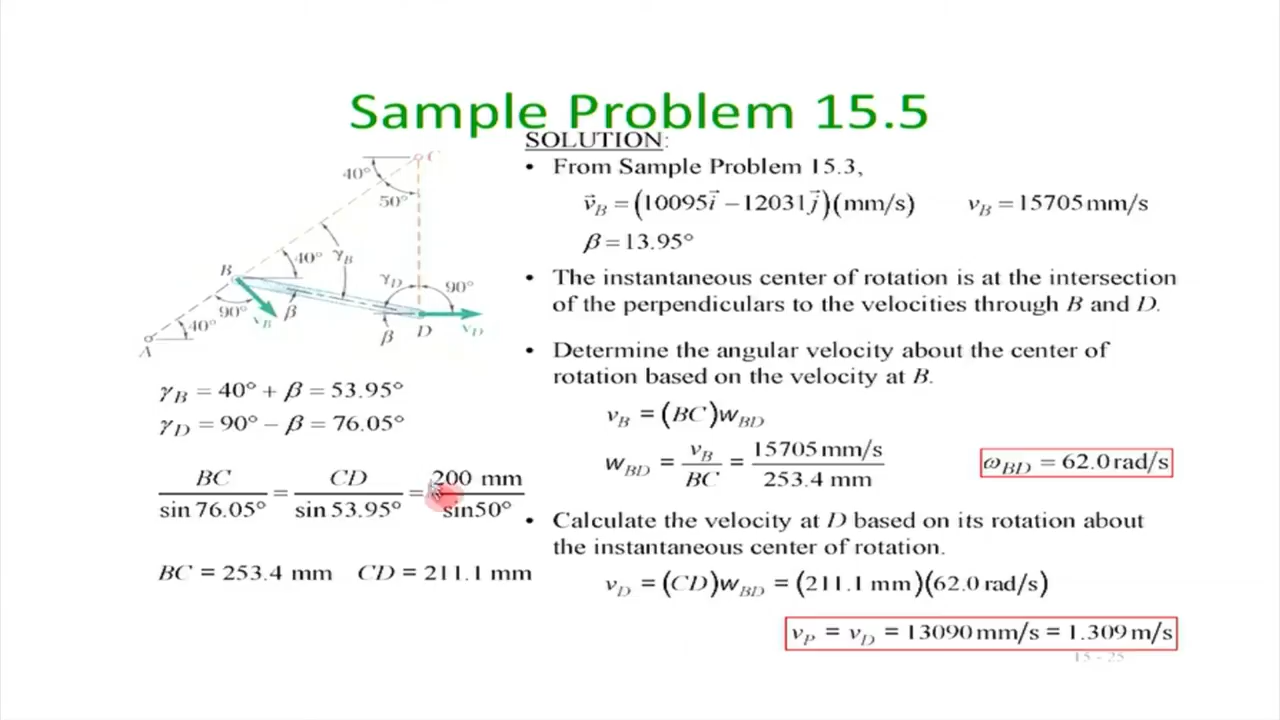 Sample Problem 15.5
SOLUTION:
• From Sample Problem 15.3,
v⃗_B = (10095i⃗ − 12031j⃗)(mm/s) v_B = 15705 mm/s
β = 13.95°
• The instantaneous center of rotation is at the intersection
of the perpendiculars to the velocities through B and D.
• Determine the angular velocity about the center of
rotation based on the velocity at B.
v_B = (BC)w_BD
w_BD = v_B/BC = 15705 mm/s / 253.4 mm
ω_BD = 62.0 rad/s
• Calculate the velocity at D based on its rotation about
the instantaneous center of rotation.
v_D = (CD)w_BD = (211.1 mm)(62.0 rad/s)
v_P = v_D = 13090 mm/s = 1.309 m/s
15 - 25
C
40°
50°
B
40°
γ_B
γ_D
90°
90°
v_B
β
β
D
v_D
40°
A
γ_B = 40° + β = 53.95°
γ_D = 90° − β = 76.05°
BC/sin 76.05° = CD/sin 53.95° = 200 mm/sin50°
BC = 253.4 mm CD = 211.1 mm